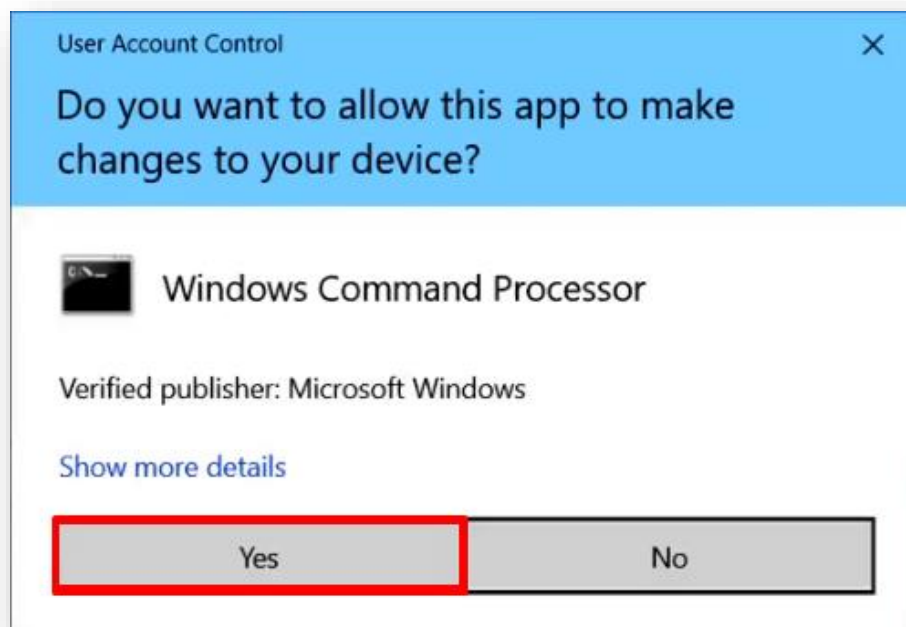 User Account Control
Do you want to allow this app to make
changes to your device?
Windows Command Processor
Verified publisher: Microsoft Windows
Show more details
Yes
No